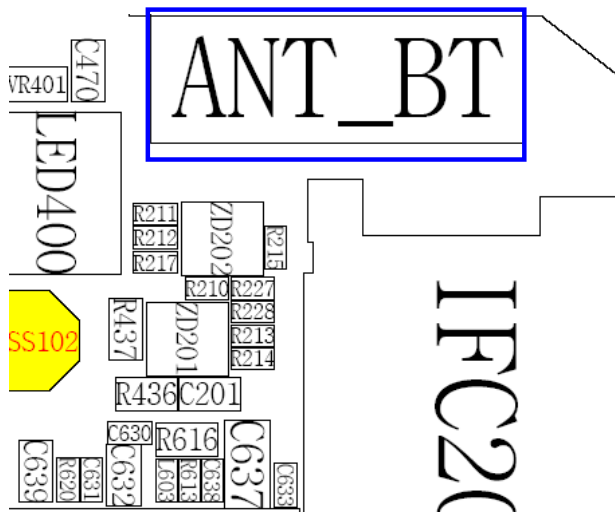 ANT_BT
C470
VR401
LED400
R211
R212
R217
ZD202
R215
R210
R227
R228
R213
R214
R437
ZD201
SS102
R436
C201
IFC20
C630
R616
C637
C639
R620
C631
C632
L603
R613
C638
C633